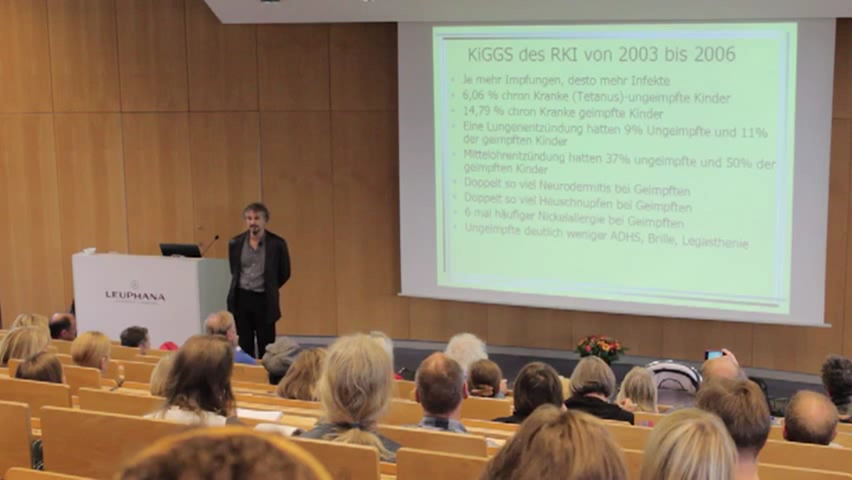 KiGGS des RKI von 2003 bis 2006
Je mehr Impfungen, desto mehr Infekte
6,06 % chron Kranke (Tetanus)-ungeimpfte Kinder
14,79 % chron Kranke geimpfte Kinder
Eine Lungenentzündung hatten 9% Ungeimpfte und 11%
der geimpften Kinder
Mittelohrentzündung hatten 37% ungeimpfte und 50% der
geimpften Kinder
Doppelt so viel Neurodermitis bei Geimpften
Doppelt so viel Heuschnupfen bei Geimpften
6 mal häufiger Nickelallergie bei Geimpften
Ungeimpfte deutlich weniger ADHS, Brille, Legasthenie
LEUPHANA